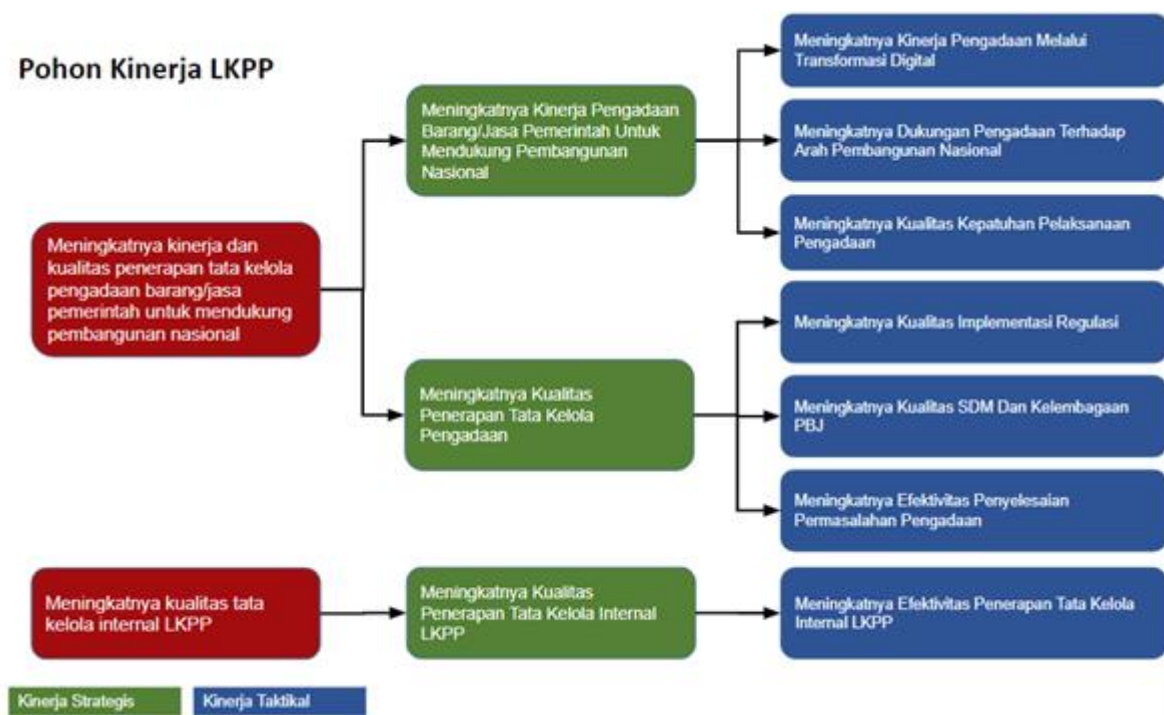 Pohon Kinerja LKPP
Meningkatnya kinerja dan
kualitas penerapan tata kelola
pengadaan barang/jasa
pemerintah untuk mendukung
pembangunan nasional
Meningkatnya Kinerja Pengadaan
Barang/Jasa Pemerintah Untuk
Mendukung Pembangunan
Nasional
Meningkatnya Kinerja Pengadaan Melalui
Transformasi Digital
Meningkatnya Dukungan Pengadaan Terhadap
Arah Pembangunan Nasional
Meningkatnya Kualitas Kepatuhan Pelaksanaan
Pengadaan
Meningkatnya Kualitas
Penerapan Tata Kelola
Pengadaan
Meningkatnya Kualitas Implementasi Regulasi
Meningkatnya Kualitas SDM Dan Kelembagaan
PBJ
Meningkatnya Efektivitas Penyelesaian
Permasalahan Pengadaan
Meningkatnya kualitas tata
kelola internal LKPP
Meningkatnya Kualitas
Penerapan Tata Kelola Internal
LKPP
Meningkatnya Efektivitas Penerapan Tata Kelola
Internal LKPP
Kinerja Strategis
Kinerja Taktikal